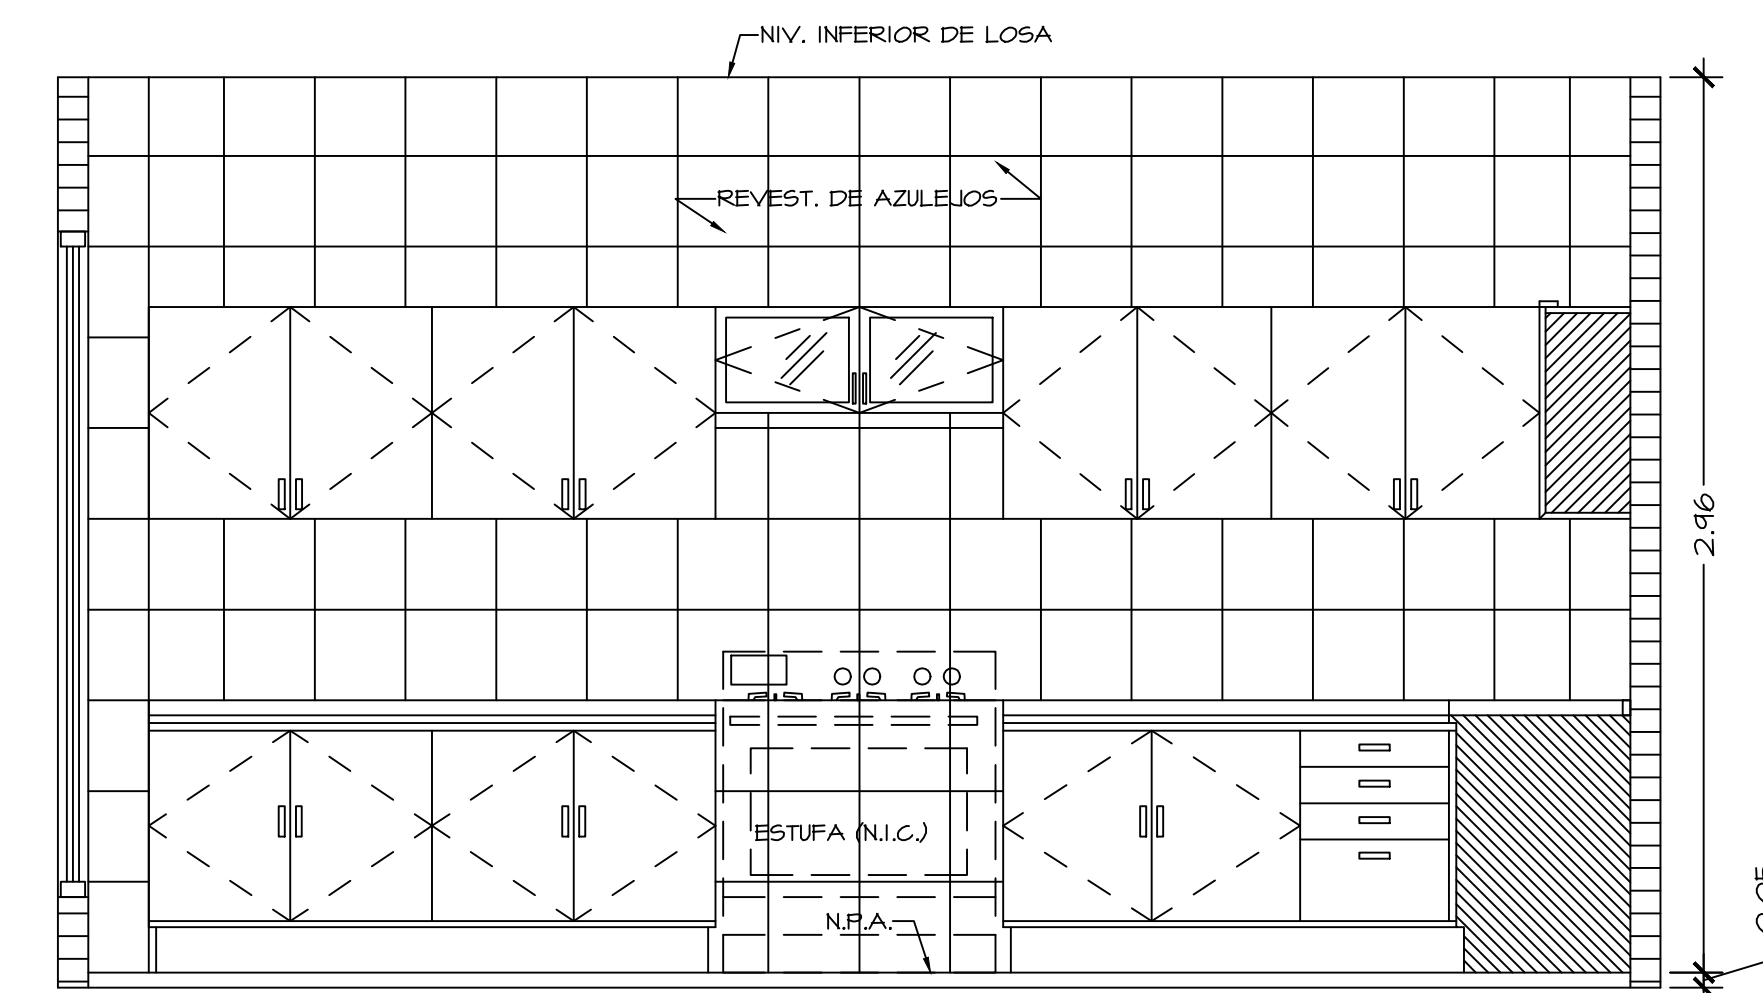 NIV. INFERIOR DE LOSA
REVEST. DE AZULEJOS
2.96
ESTUFA (N.I.C.)
N.P.A.